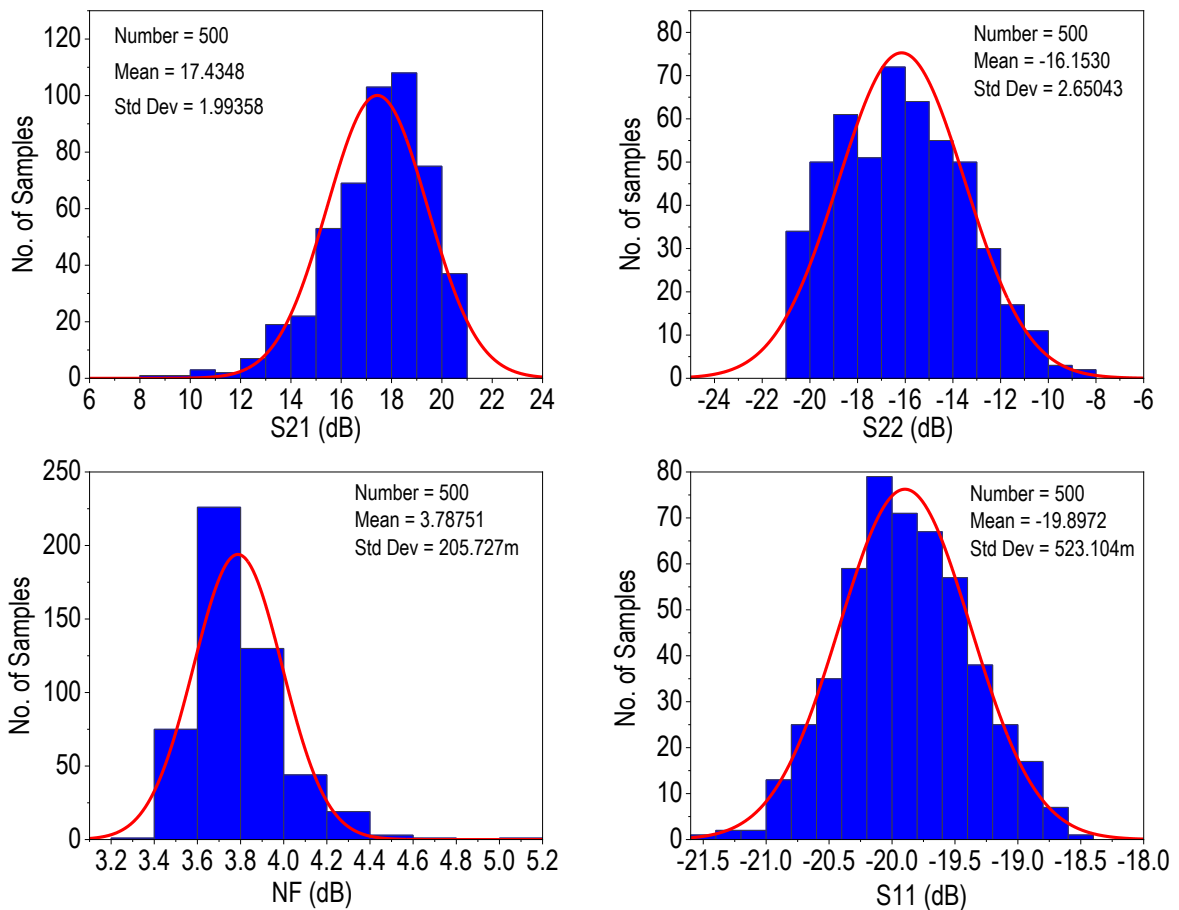 No. of Samples
120
100
80
60
40
20
0
Number = 500
Mean = 17.4348
Std Dev = 1.99358
6 8 10 12 14 16 18 20 22 24
S21 (dB)
No. of samples
80
70
60
50
40
30
20
10
0
Number = 500
Mean = -16.1530
Std Dev = 2.65043
-24 -22 -20 -18 -16 -14 -12 -10 -8 -6
S22 (dB)
No. of Samples
250
200
150
100
50
0
Number = 500
Mean = 3.78751
Std Dev = 205.727m
3.2 3.4 3.6 3.8 4.0 4.2 4.4 4.6 4.8 5.0 5.2
NF (dB)
No. of Samples
80
70
60
50
40
30
20
10
0
Number = 500
Mean = -19.8972
Std Dev = 523.104m
-21.5 -21.0 -20.5 -20.0 -19.5 -19.0 -18.5 -18.0
S11 (dB)